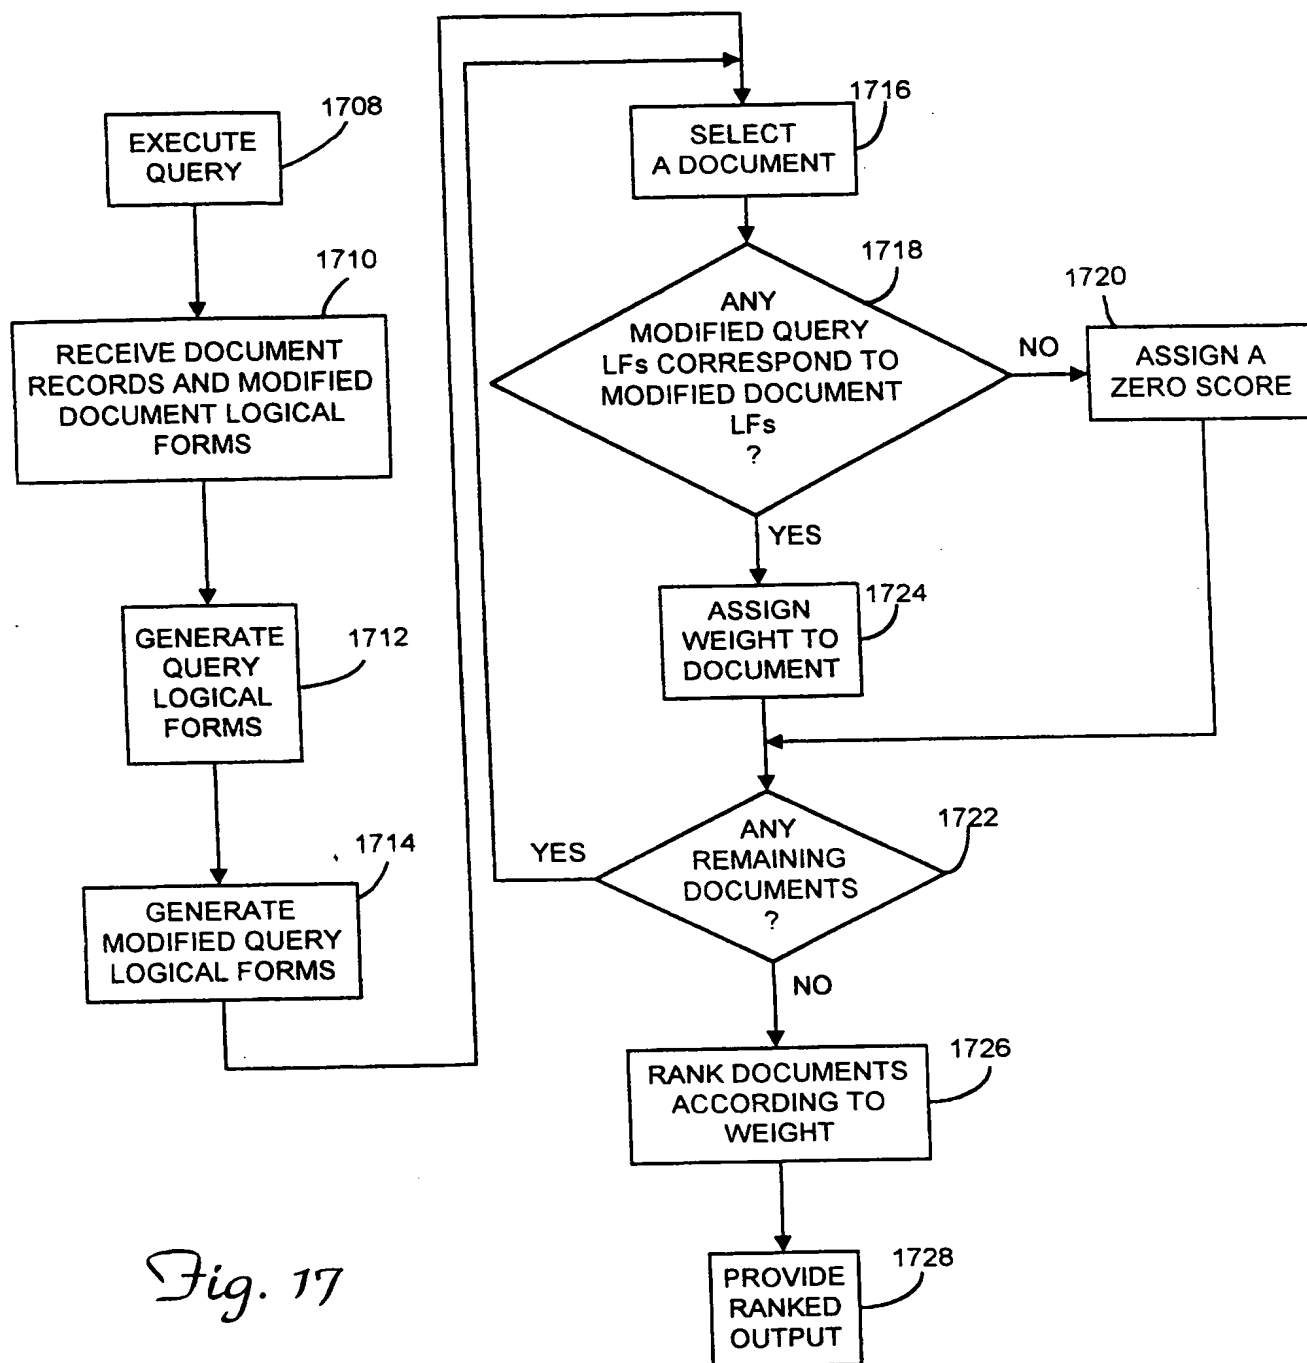 1708
EXECUTE
QUERY
1710
RECEIVE DOCUMENT
RECORDS AND MODIFIED
DOCUMENT LOGICAL
FORMS
1712
GENERATE
QUERY
LOGICAL
FORMS
1714
GENERATE
MODIFIED QUERY
LOGICAL FORMS
1716
SELECT
A DOCUMENT
1718
ANY
MODIFIED QUERY
LFs CORRESPOND TO
MODIFIED DOCUMENT
LFs
?
NO
1720
ASSIGN A
ZERO SCORE
YES
1724
ASSIGN
WEIGHT TO
DOCUMENT
1722
ANY
REMAINING
DOCUMENTS
?
YES
NO
1726
RANK DOCUMENTS
ACCORDING TO
WEIGHT
1728
PROVIDE
RANKED
OUTPUT
Fig. 17